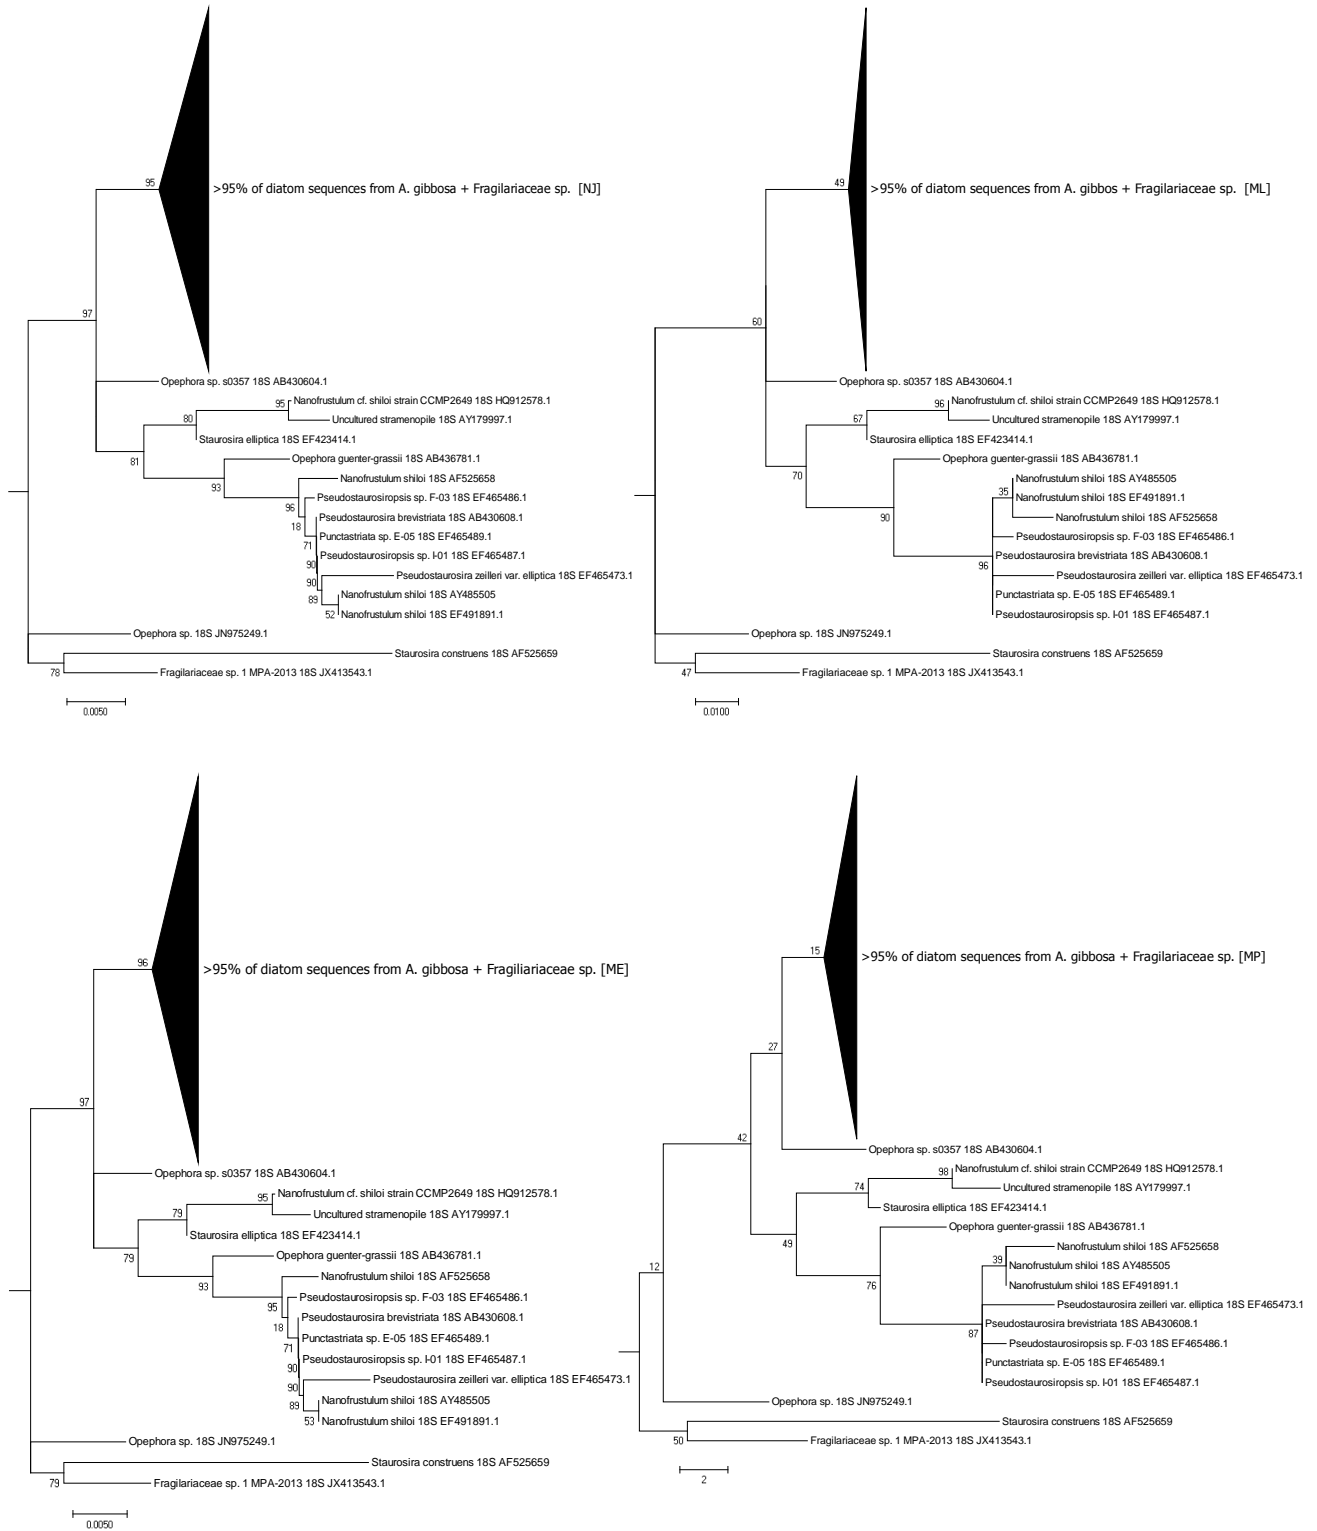 95
>95% of diatom sequences from A. gibbosa + Fragilariaceae sp. [NJ]
97
Opephora sp. s0357 18S AB430604.1
95
Nanofrustulum cf. shiloi strain CCMP2649 18S HQ912578.1
80
Uncultured stramenopile 18S AY179997.1
Staurosira elliptica 18S EF423414.1
81
Opephora guenter-grassii 18S AB436781.1
93
Nanofrustulum shiloi 18S AF525658
96
Pseudostaurosiropsis sp. F-03 18S EF465486.1
18
Pseudostaurosira brevistriata 18S AB430608.1
71
Punctastriata sp. E-05 18S EF465489.1
90
Pseudostaurosiropsis sp. I-01 18S EF465487.1
90
Pseudostaurosira zeilleri var. elliptica 18S EF465473.1
89
Nanofrustulum shiloi 18S AY485505
52
Nanofrustulum shiloi 18S EF491891.1
Opephora sp. 18S JN975249.1
Staurosira construens 18S AF525659
78
Fragilariaceae sp. 1 MPA-2013 18S JX413543.1
0.0050
49
>95% of diatom sequences from A. gibbos + Fragilariaceae sp. [ML]
60
Opephora sp. s0357 18S AB430604.1
96
Nanofrustulum cf. shiloi strain CCMP2649 18S HQ912578.1
67
Uncultured stramenopile 18S AY179997.1
Staurosira elliptica 18S EF423414.1
70
Opephora guenter-grassii 18S AB436781.1
90
Nanofrustulum shiloi 18S AY485505
35
Nanofrustulum shiloi 18S EF491891.1
Nanofrustulum shiloi 18S AF525658
Pseudostaurosiropsis sp. F-03 18S EF465486.1
Pseudostaurosira brevistriata 18S AB430608.1
96
Pseudostaurosira zeilleri var. elliptica 18S EF465473.1
Punctastriata sp. E-05 18S EF465489.1
Pseudostaurosiropsis sp. I-01 18S EF465487.1
Opephora sp. 18S JN975249.1
Staurosira construens 18S AF525659
47
Fragilariaceae sp. 1 MPA-2013 18S JX413543.1
0.0100
96
>95% of diatom sequences from A. gibbosa + Fragiliariaceae sp. [ME]
97
Opephora sp. s0357 18S AB430604.1
95
Nanofrustulum cf. shiloi strain CCMP2649 18S HQ912578.1
79
Uncultured stramenopile 18S AY179997.1
Staurosira elliptica 18S EF423414.1
79
Opephora guenter-grassii 18S AB436781.1
93
Nanofrustulum shiloi 18S AF525658
95
Pseudostaurosiropsis sp. F-03 18S EF465486.1
18
Pseudostaurosira brevistriata 18S AB430608.1
71
Punctastriata sp. E-05 18S EF465489.1
90
Pseudostaurosiropsis sp. I-01 18S EF465487.1
90
Pseudostaurosira zeilleri var. elliptica 18S EF465473.1
89
Nanofrustulum shiloi 18S AY485505
53
Nanofrustulum shiloi 18S EF491891.1
Opephora sp. 18S JN975249.1
Staurosira construens 18S AF525659
79
Fragilariaceae sp. 1 MPA-2013 18S JX413543.1
0.0050
15
>95% of diatom sequences from A. gibbosa + Fragilariaceae sp. [MP]
27
42
Opephora sp. s0357 18S AB430604.1
98
Nanofrustulum cf. shiloi strain CCMP2649 18S HQ912578.1
74
Uncultured stramenopile 18S AY179997.1
Staurosira elliptica 18S EF423414.1
49
Opephora guenter-grassii 18S AB436781.1
76
Nanofrustulum shiloi 18S AF525658
39
Nanofrustulum shiloi 18S AY485505
Nanofrustulum shiloi 18S EF491891.1
12
Pseudostaurosira zeilleri var. elliptica 18S EF465473.1
Pseudostaurosira brevistriata 18S AB430608.1
87
Pseudostaurosiropsis sp. F-03 18S EF465486.1
Punctastriata sp. E-05 18S EF465489.1
Pseudostaurosiropsis sp. I-01 18S EF465487.1
Opephora sp. 18S JN975249.1
Staurosira construens 18S AF525659
50
Fragilariaceae sp. 1 MPA-2013 18S JX413543.1
2